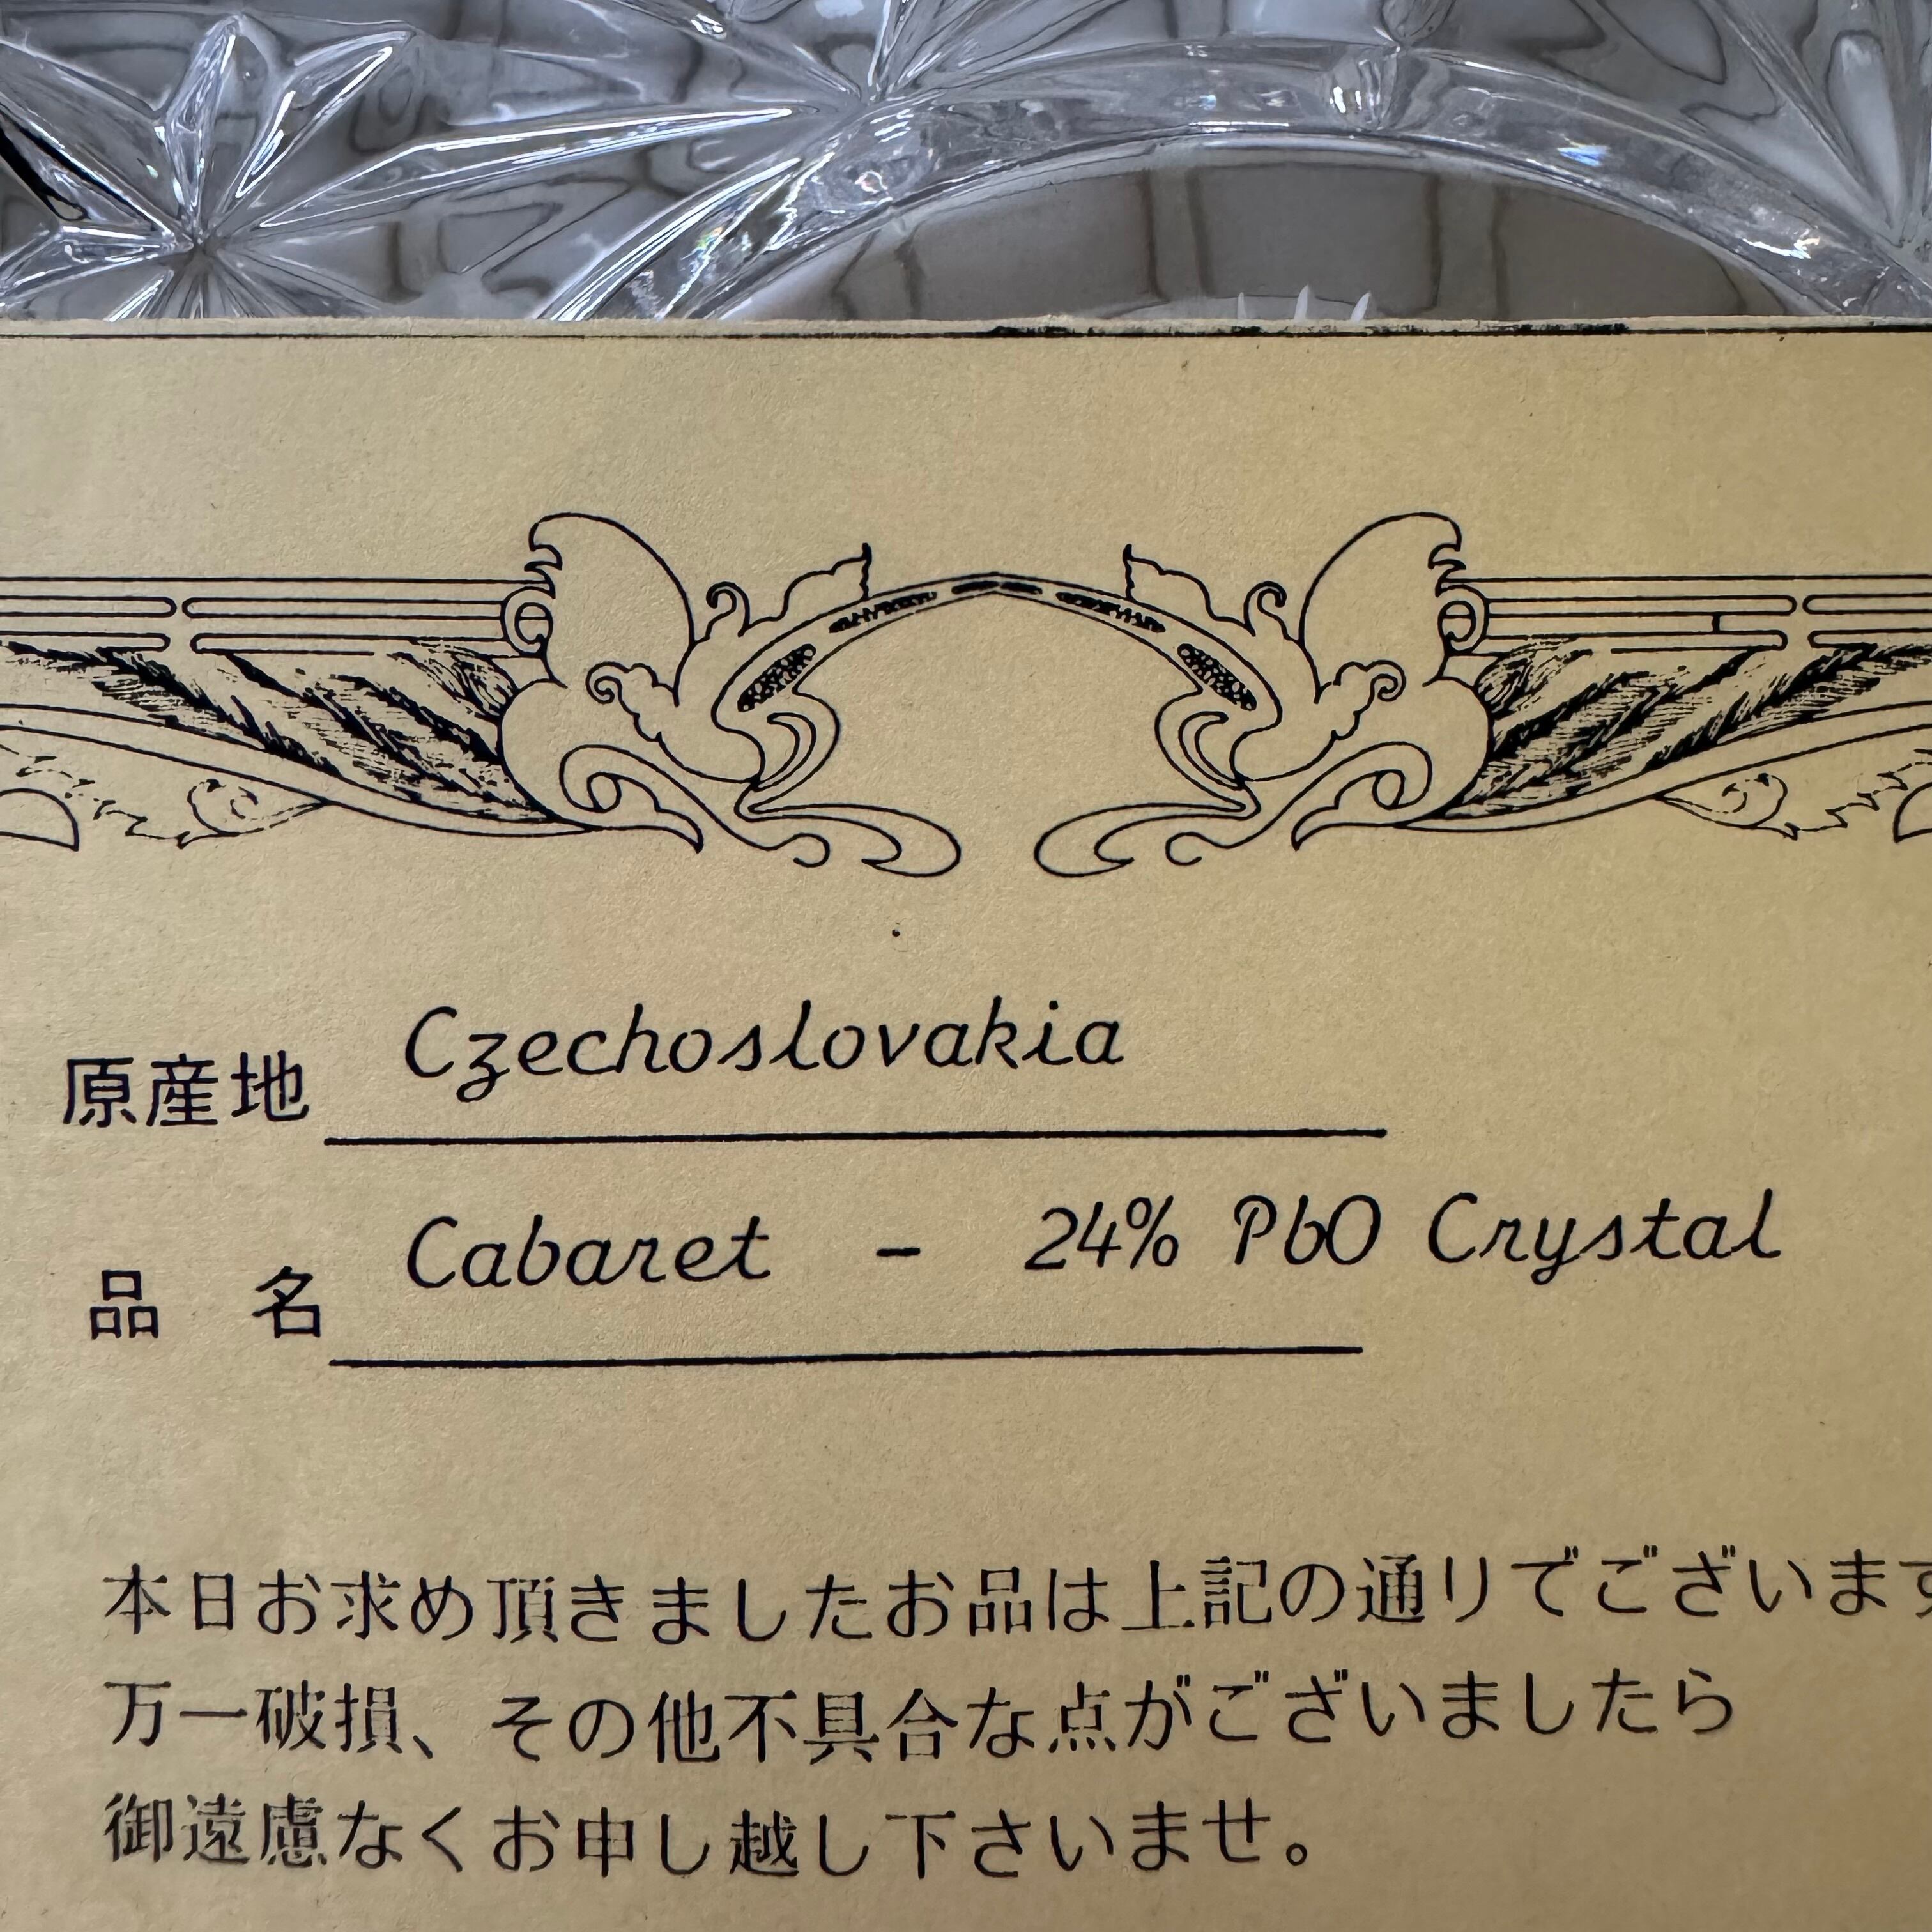 原産地 Czechoslovakia
品 名 Cabaret - 24% PbO Crystal
本日お求め頂きましたお品は上記の通りでございます
万一破損、その他不具合な点がございましたら
御遠慮なくお申し越し下さいませ。